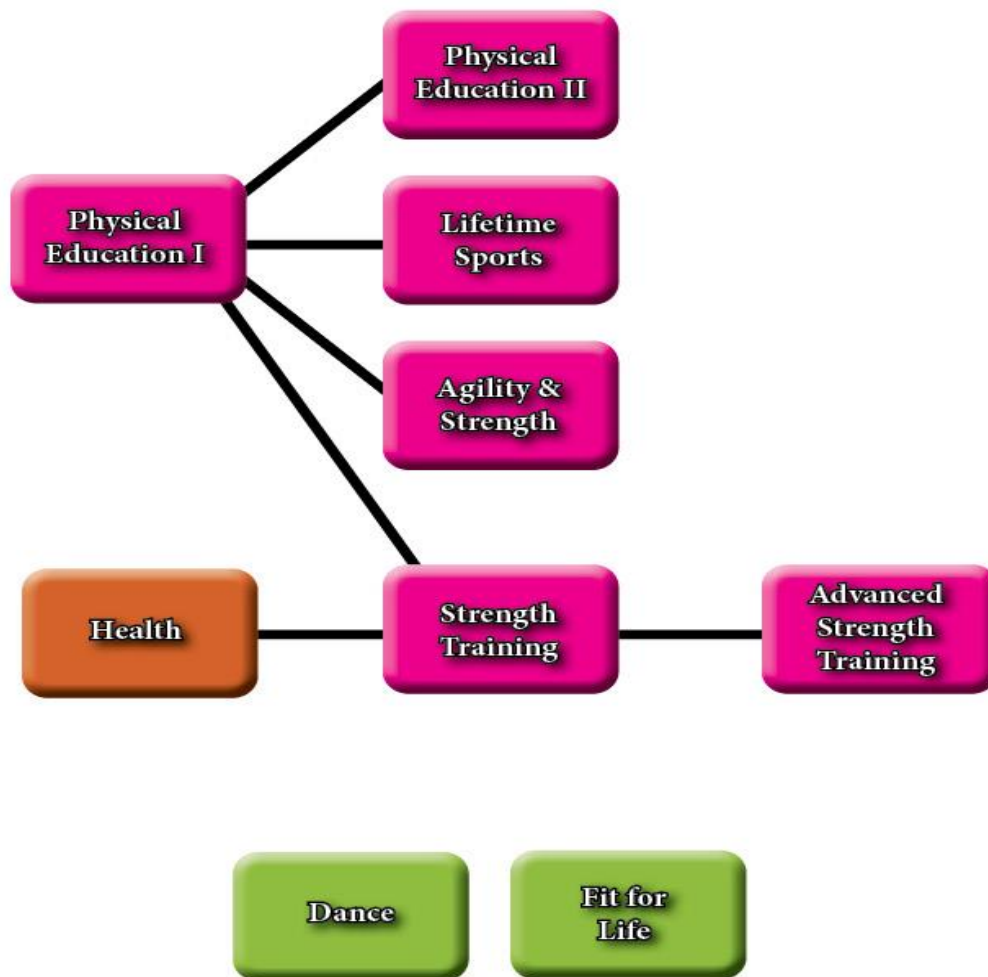 Physical
Education II
Physical
Education I
Lifetime
Sports
Agility &
Strength
Health
Strength
Training
Advanced
Strength
Training
Dance
Fit for
Life